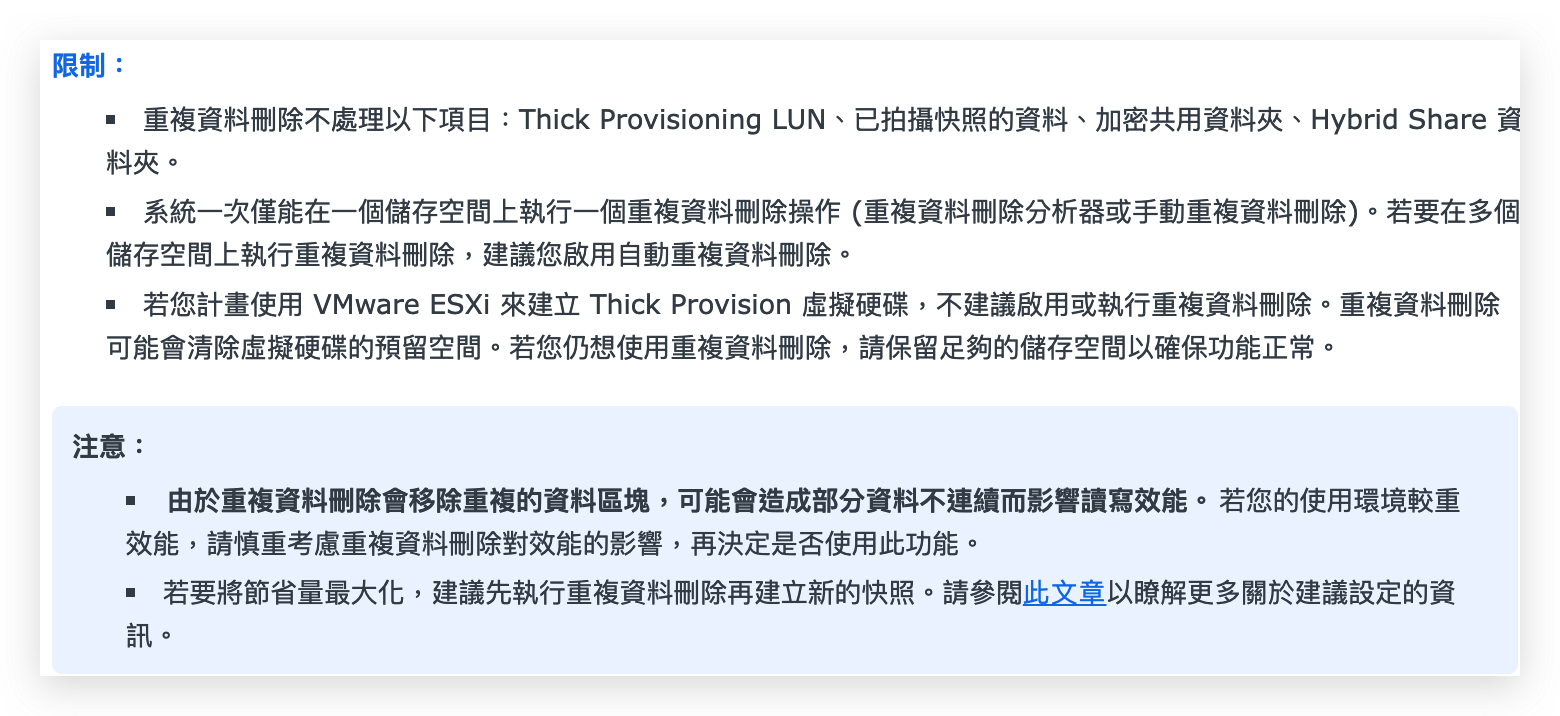 限制：
▪ 重複資料刪除不處理以下項目：Thick Provisioning LUN、已拍攝快照的資料、加密共用資料夾、Hybrid Share 資
料夾。
▪ 系統一次僅能在一個儲存空間上執行一個重複資料刪除操作 (重複資料刪除分析器或手動重複資料刪除)。若要在多個
儲存空間上執行重複資料刪除，建議您啟用自動重複資料刪除。
▪ 若您計畫使用 VMware ESXi 來建立 Thick Provision 虛擬硬碟，不建議啟用或執行重複資料刪除。重複資料刪除
可能會清除虛擬硬碟的預留空間。若您仍想使用重複資料刪除，請保留足夠的儲存空間以確保功能正常。
注意：
▪ 由於重複資料刪除會移除重複的資料區塊，可能會造成部分資料不連續而影響讀寫效能。若您的使用環境較重
效能，請慎重考慮重複資料刪除對效能的影響，再決定是否使用此功能。
▪ 若要將節省量最大化，建議先執行重複資料刪除再建立新的快照。請參閱此文章以瞭解更多關於建議設定的資
訊。